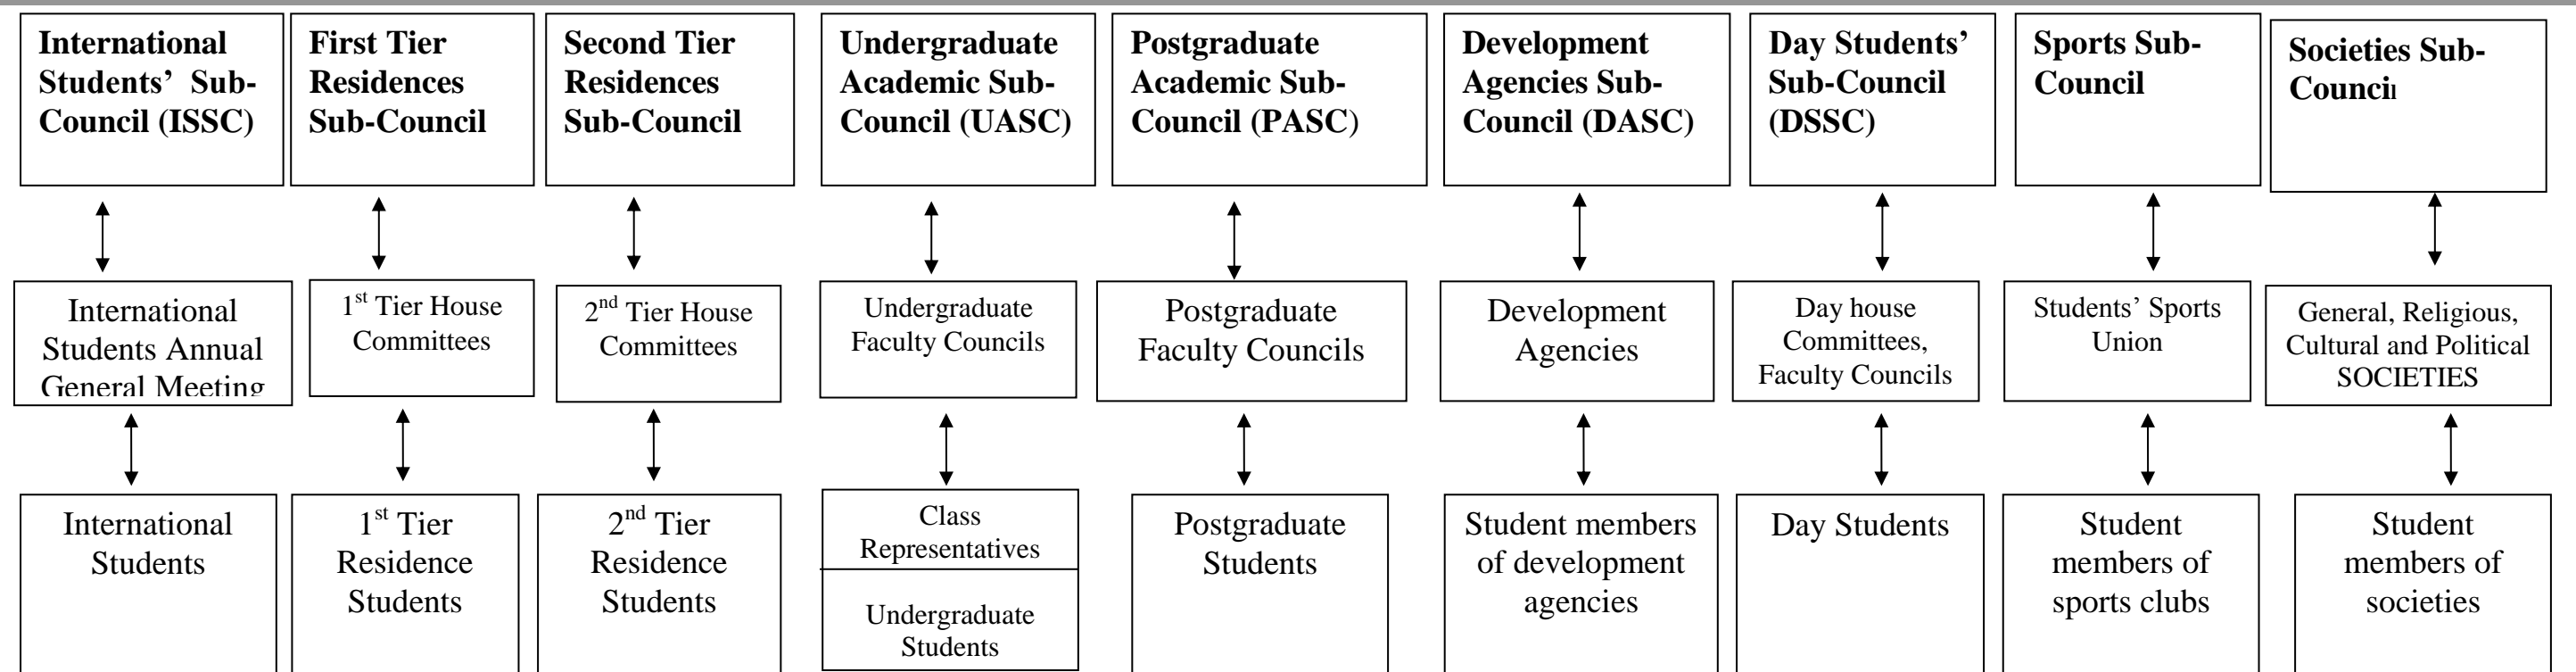 International
Students’ Sub-
Council (ISSC)
First Tier
Residences
Sub-Council
Second Tier
Residences
Sub-Council
Undergraduate
Academic Sub-
Council (UASC)
Postgraduate
Academic Sub-
Council (PASC)
Development
Agencies Sub-
Council (DASC)
Day Students’
Sub-Council
(DSSC)
Sports Sub-
Council
Societies Sub-
Council
International
Students Annual
General Meeting
1st Tier House
Committees
2nd Tier House
Committees
Undergraduate
Faculty Councils
Postgraduate
Faculty Councils
Development
Agencies
Day house
Committees,
Faculty Councils
Students’ Sports
Union
General, Religious,
Cultural and Political
SOCIETIES
International
Students
1st Tier
Residence
Students
2nd Tier
Residence
Students
Class
Representatives
Undergraduate
Students
Postgraduate
Students
Student members
of development
agencies
Day Students
Student
members of
sports clubs
Student
members of
societies